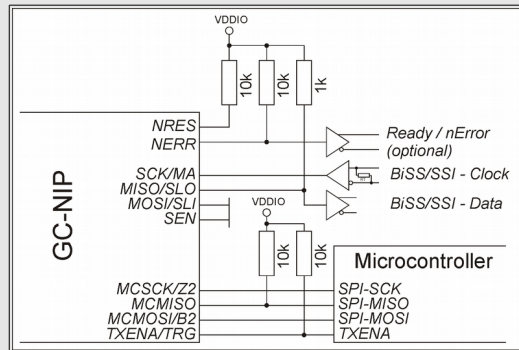 VDDIO
10k
10k
1k
NRES
NERR
Ready / nError
(optional)
SCK/MA
BiSS/SSI - Clock
MISO/SLO
VDDIO
BiSS/SSI - Data
MOSI/SLI
SEN
GC-NIP
10k
10k
Microcontroller
MCSCK/Z2
SPI-SCK
MCMISO
SPI-MISO
MCMOSI/B2
SPI-MOSI
TXENA/TRG
TXENA